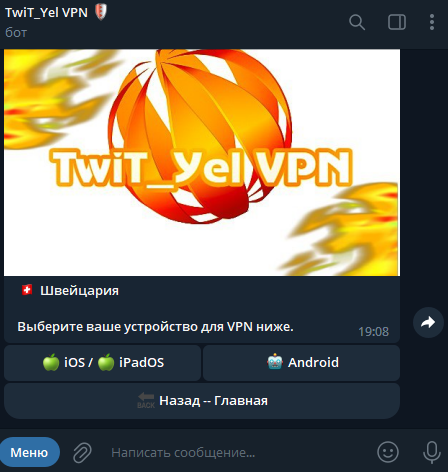 TwiT_Yel VPN
бот
TwiT_Yel VPN
Швейцария
Выберите ваше устройство для VPN ниже.
19:08
iOS / iPadOS
Android
BACK Назад -- Главная
Меню
Написать сообщение...